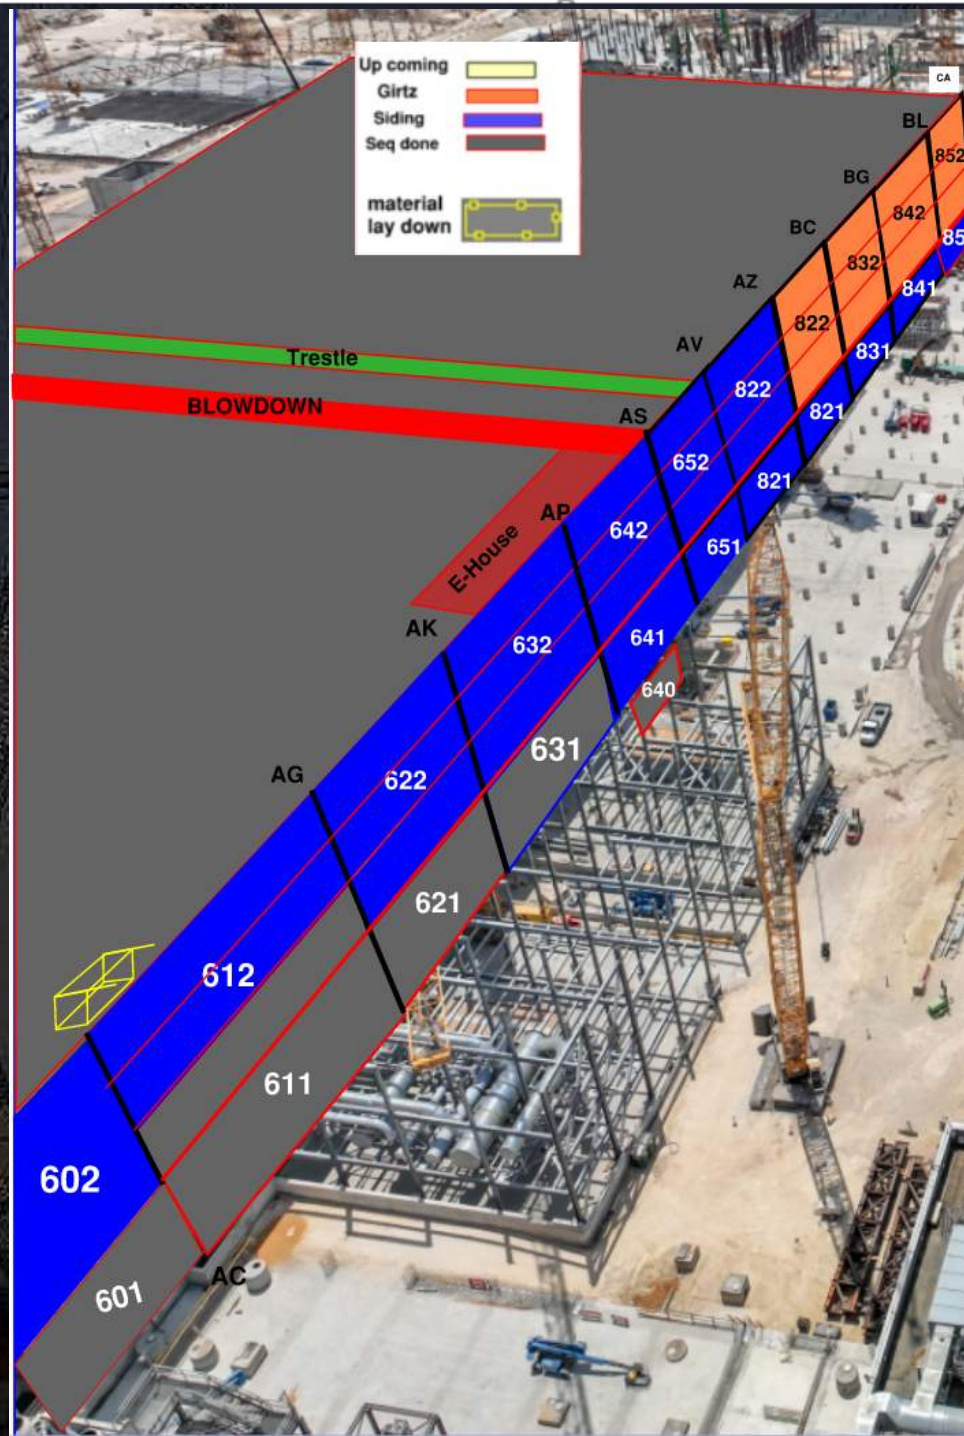 Up coming
Girtz
Siding
Seq done
material
lay down
CA
BL
852
BG
842
85
BC
832
841
AZ
822
831
AV
822
821
Trestle
BLOWDOWN
AS
652
821
AP
642
651
E-House
AK
632
641
640
AG
622
631
621
612
611
602
601
AC